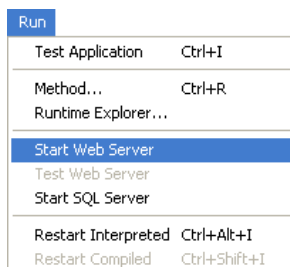 Run
Test Application Ctrl+I
Method... Ctrl+R
Runtime Explorer...
Start Web Server
Test Web Server
Start SQL Server
Restart Interpreted Ctrl+Alt+I
Restart Compiled Ctrl+Shift+I